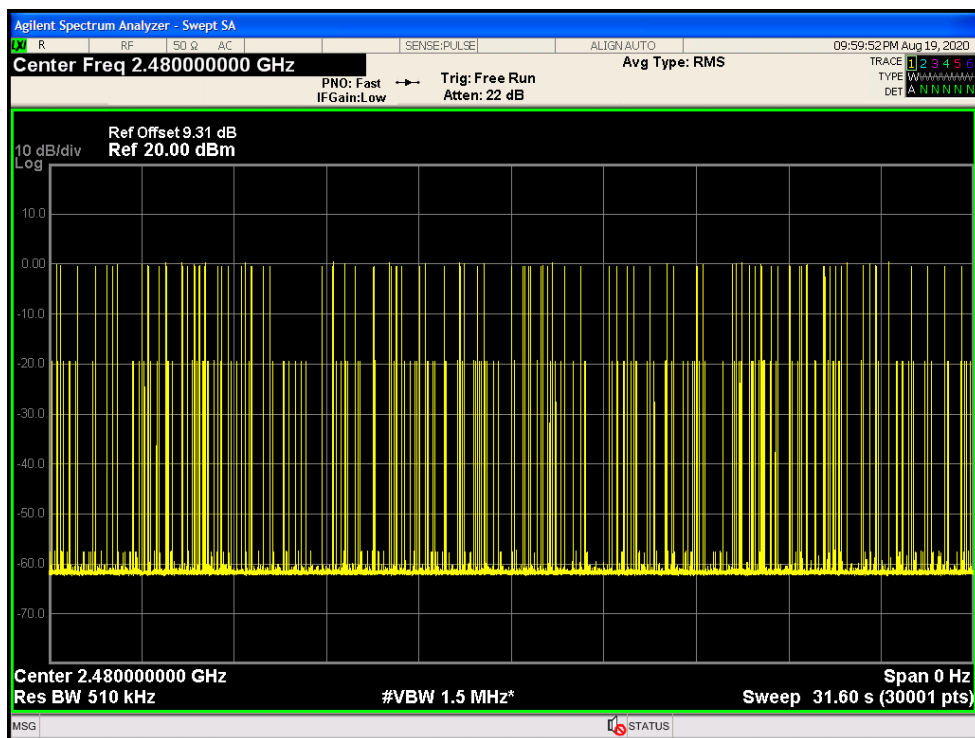 Agilent Spectrum Analyzer - Swept SA
LXI R RF 50 Ω AC SENSE:PULSE ALIGN AUTO 09:59:52 PM Aug 19, 2020
Center Freq 2.480000000 GHz
PNO: Fast
IFGain:Low
Trig: Free Run
Atten: 22 dB
Avg Type: RMS
TRACE 1 2 3 4 5 6
TYPE WWWWWW
DET A N N N N N
Ref Offset 9.31 dB
10 dB/div Ref 20.00 dBm
Log
10.0
0.00
-10.0
-20.0
-30.0
-40.0
-50.0
-60.0
-70.0
Center 2.480000000 GHz Span 0 Hz
Res BW 510 kHz #VBW 1.5 MHz* Sweep 31.60 s (30001 pts)
MSG STATUS